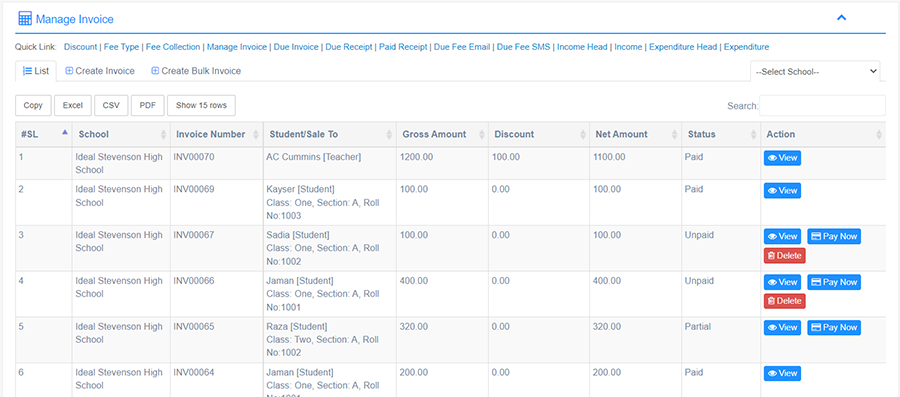 Manage Invoice
Quick Link: Discount | Fee Type | Fee Collection | Manage Invoice | Due Invoice | Due Receipt | Paid Receipt | Due Fee Email | Due Fee SMS | Income Head | Income | Expenditure Head | Expenditure
List Create Invoice Create Bulk Invoice --Select School--
Copy Excel CSV PDF Show 15 rows Search:
#SL School Invoice Number Student/Sale To Gross Amount Discount Net Amount Status Action
1 Ideal Stevenson High INV00070 AC Cummins [Teacher] 1200.00 100.00 1100.00 Paid View
School
2 Ideal Stevenson High INV00069 Kayser [Student] 100.00 0.00 100.00 Paid View
School Class: One, Section: A, Roll
No:1003
3 Ideal Stevenson High INV00067 Sadia [Student] 100.00 0.00 100.00 Unpaid View Pay Now
School Class: One, Section: A, Roll Delete
No:1002
4 Ideal Stevenson High INV00066 Jaman [Student] 400.00 0.00 400.00 Unpaid View Pay Now
School Class: One, Section: A, Roll Delete
No:1001
5 Ideal Stevenson High INV00065 Raza [Student] 320.00 0.00 320.00 Partial View Pay Now
School Class: Two, Section: A, Roll
No:1002
6 Ideal Stevenson High INV00064 Jaman [Student] 200.00 0.00 200.00 Paid View
School Class: One, Section: A, Roll